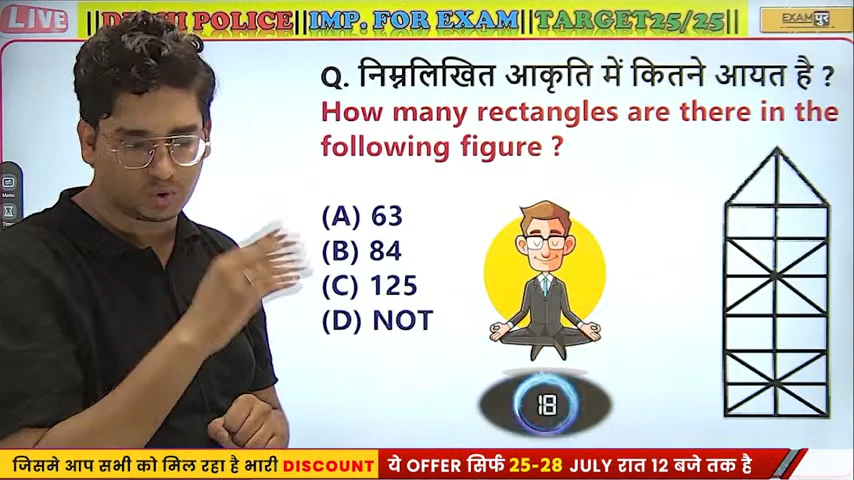 LIVE
||DELHI POLICE||IMP. FOR EXAM||TARGET25/25||
EXAMपुर
Q. निम्नलिखित आकृति में कितने आयत है ?
How many rectangles are there in the
following figure ?
(A) 63
(B) 84
(C) 125
(D) NOT
18
Menu
जिसमे आप सभी को मिल रहा है भारी DISCOUNT
ये OFFER सिर्फ 25-28 JULY रात 12 बजे तक है